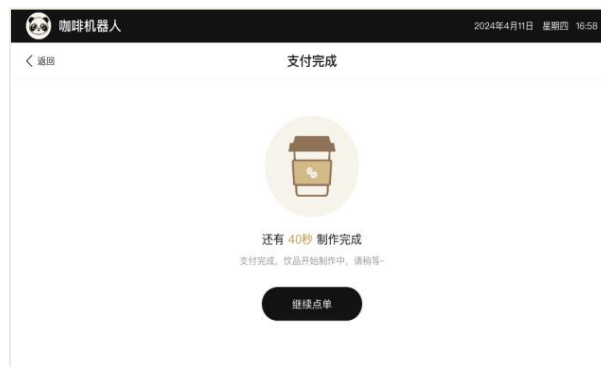 咖啡机器人
2024年4月11日 星期四 16:58
返回
支付完成
还有 40秒 制作完成
支付完成，饮品开始制作中，请稍等~
继续点单